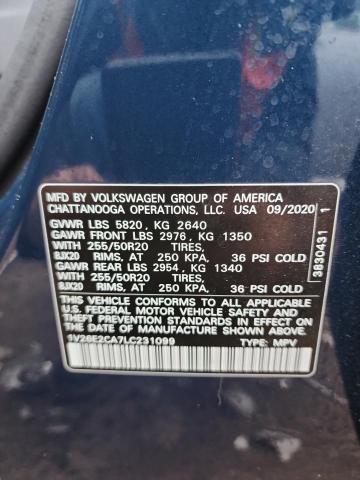 MFD BY VOLKSWAGEN GROUP OF AMERICA
CHATTANOOGA OPERATIONS, LLC. USA 09/2020
GVWR LBS 5820, KG 2640
GAWR FRONT LBS 2976, KG 1350
WITH 255/50R20 TIRES,
8JX20 RIMS, AT 250 KPA, 36 PSI COLD
GAWR REAR LBS 2954, KG 1340
WITH 255/50R20 TIRES,
8JX20 RIMS, AT 250 KPA, 36 PSI COLD
THIS VEHICLE CONFORMS TO ALL APPLICABLE
U.S. FEDERAL MOTOR VEHICLE SAFETY AND
THEFT PREVENTION STANDARDS IN EFFECT ON
THE DATE OF MANUFACTURE SHOWN ABOVE.
1V26E2CA7LC231099 TYPE: MPV
3830431 1